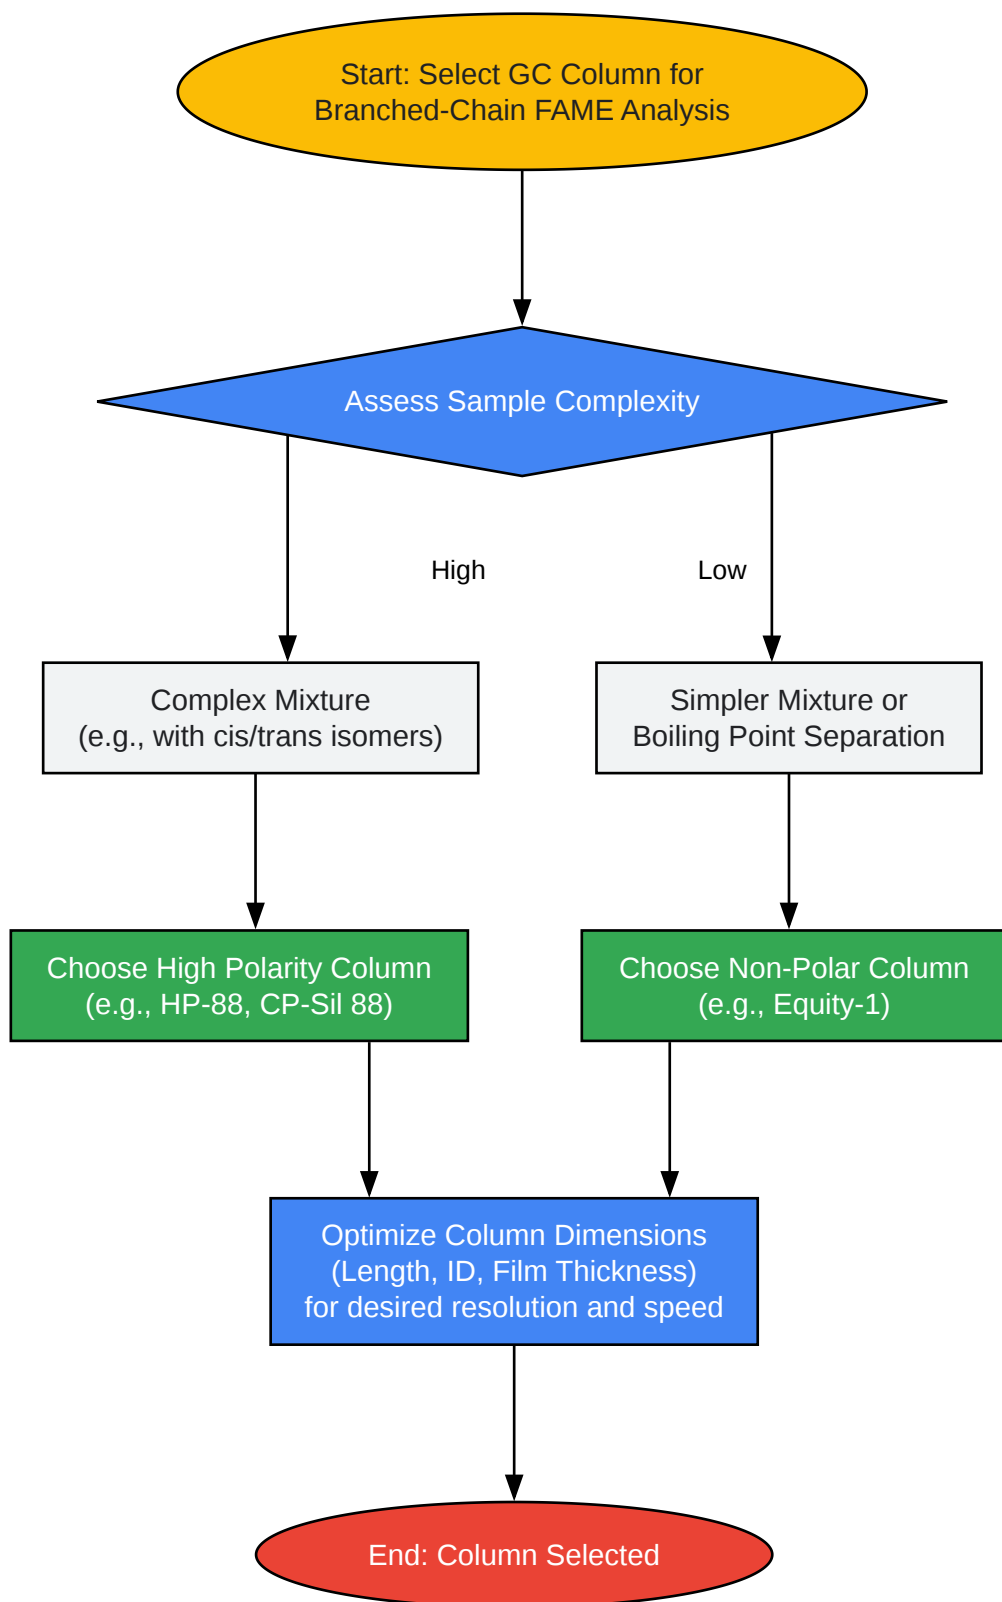 Start: Select GC Column for
Branched-Chain FAME Analysis
Assess Sample Complexity
High
Low
Complex Mixture
(e.g., with cis/trans isomers)
Simpler Mixture or
Boiling Point Separation
Choose High Polarity Column
(e.g., HP-88, CP-Sil 88)
Choose Non-Polar Column
(e.g., Equity-1)
Optimize Column Dimensions
(Length, ID, Film Thickness)
for desired resolution and speed
End: Column Selected